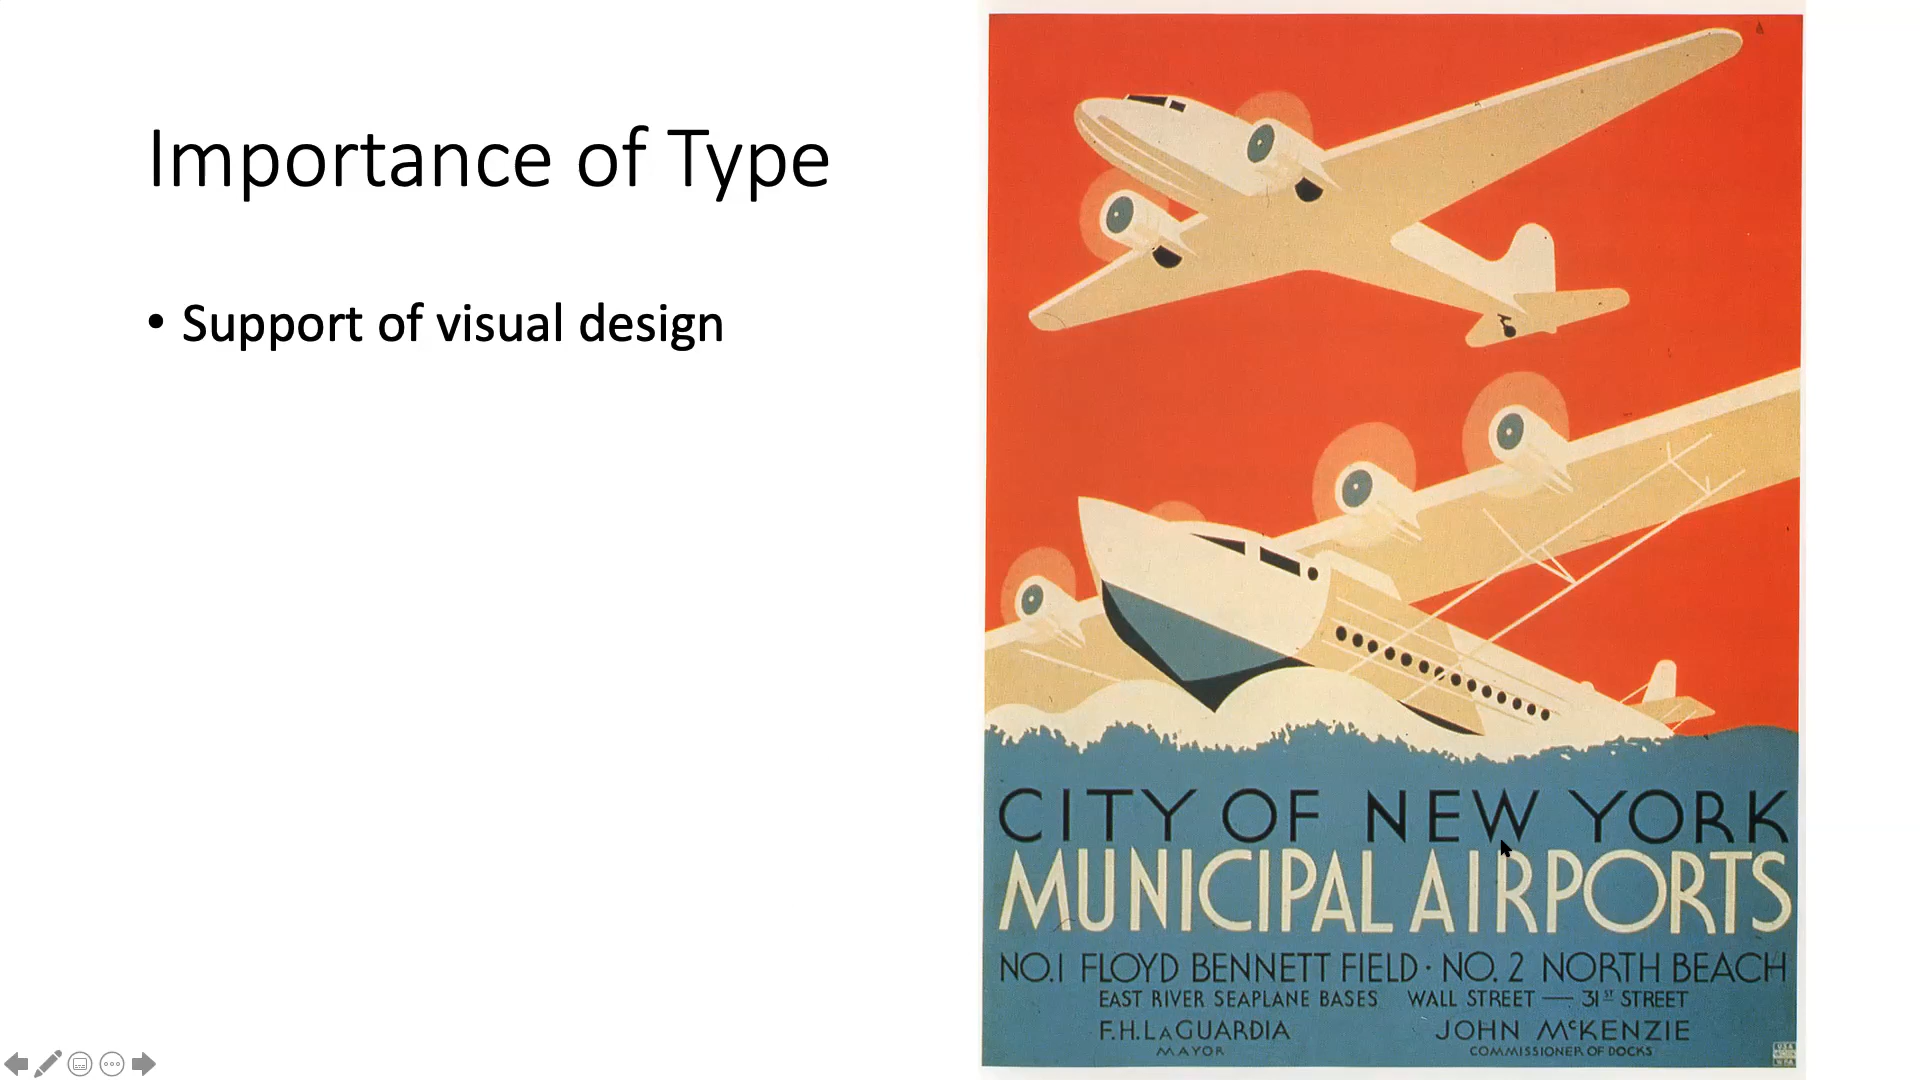 Importance of Type
• Support of visual design
CITY OF NEW YORK
MUNICIPAL AIRPORTS
NO.1 FLOYD BENNETT FIELD · NO. 2 NORTH BEACH
EAST RIVER SEAPLANE BASES WALL STREET — 31ST STREET
F.H. LAGUARDIA JOHN McKENZIE
MAYOR COMMISSIONER OF DOCKS